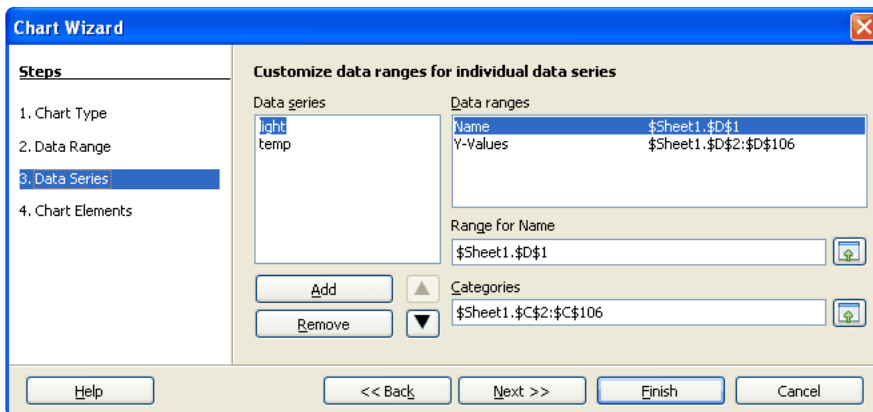 Chart Wizard
Steps
1. Chart Type
2. Data Range
3. Data Series
4. Chart Elements
Customize data ranges for individual data series
Data series
light
temp
Add
Remove
Data ranges
Name $Sheet1.$D$1
Y-Values $Sheet1.$D$2:$D$106
Range for Name
$Sheet1.$D$1
Categories
$Sheet1.$C$2:$C$106
Help
<< Back
Next >>
Finish
Cancel